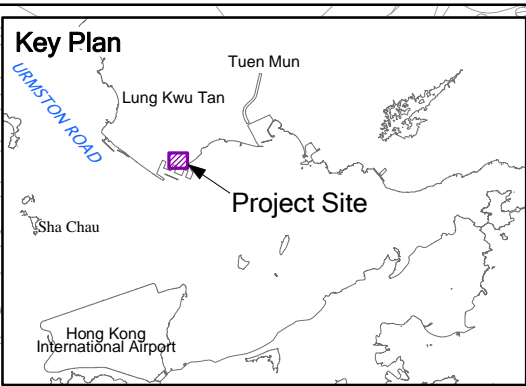 Key Plan
Tuen Mun
URMSTON ROAD
Lung Kwu Tan
Project Site
Sha Chau
Hong Kong
International Airport